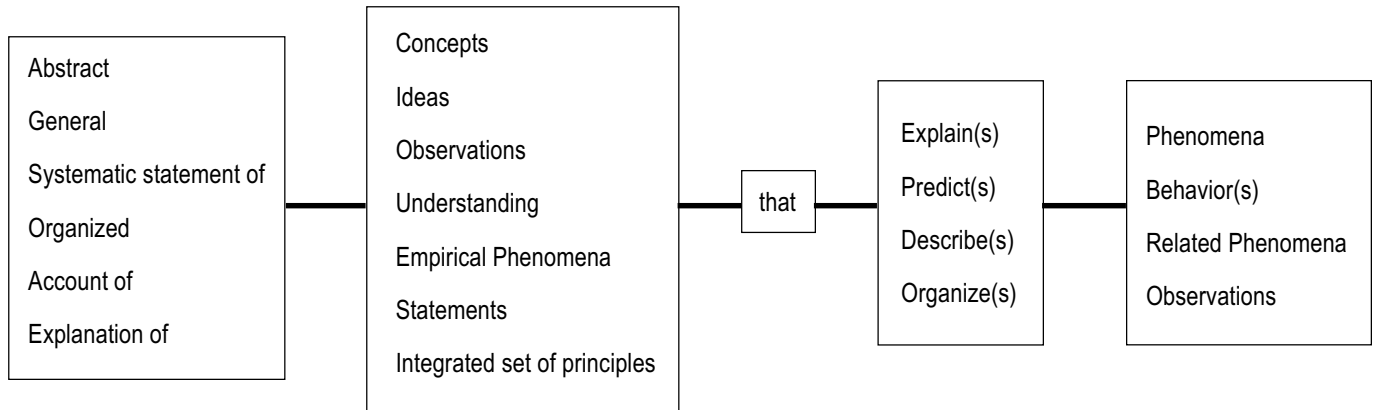 Abstract
General
Systematic statement of
Organized
Account of
Explanation of
Concepts
Ideas
Observations
Understanding
Empirical Phenomena
Statements
Integrated set of principles
that
Explain(s)
Predict(s)
Describe(s)
Organize(s)
Phenomena
Behavior(s)
Related Phenomena
Observations